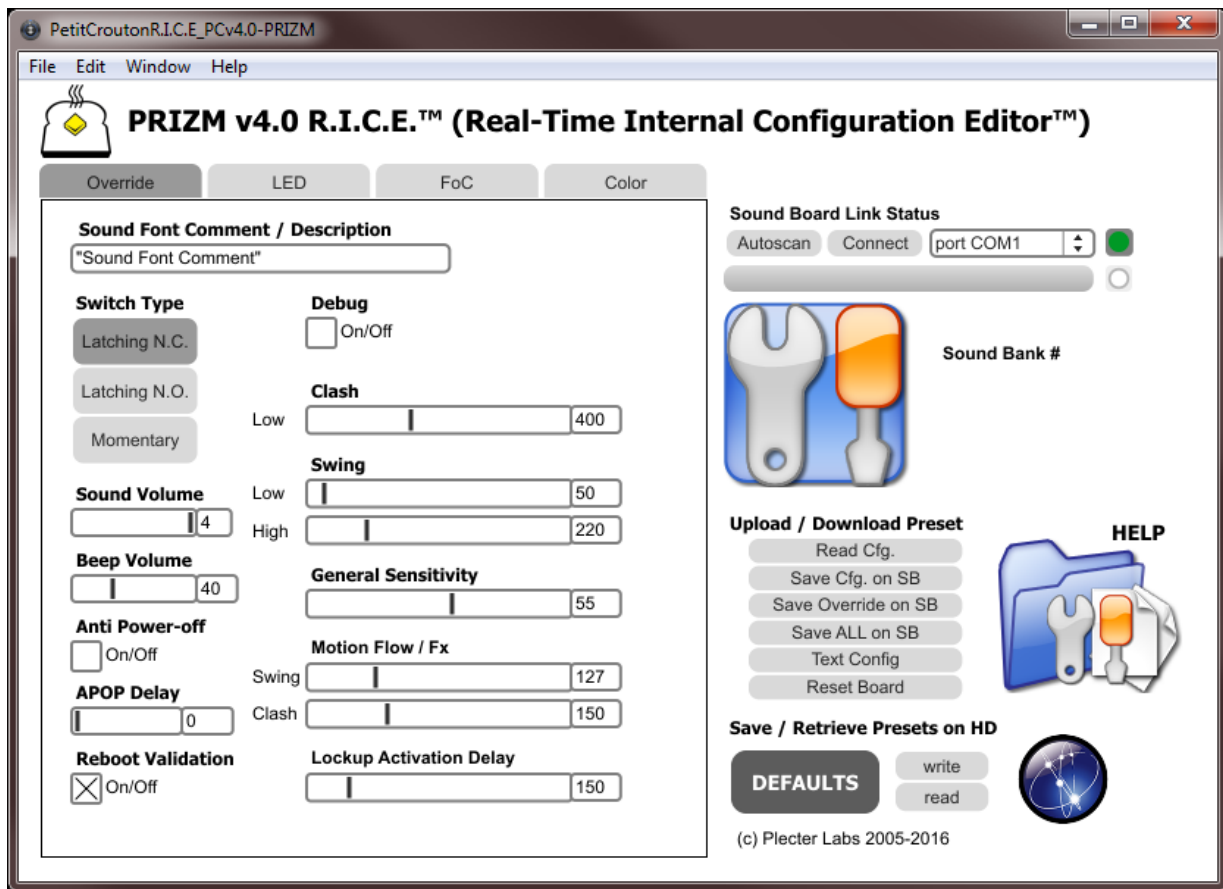 PetitCroutonR.I.C.E_PCv4.0-PRIZM
File Edit Window Help
PRIZM v4.0 R.I.C.E.™ (Real-Time Internal Configuration Editor™)
Override LED FoC Color
Sound Font Comment / Description
"Sound Font Comment"
Switch Type
Latching N.C.
Latching N.O.
Momentary
Sound Volume
4
Beep Volume
40
Anti Power-off
On/Off
APOP Delay
0
Reboot Validation
On/Off
Debug
On/Off
Clash
Low 400
Swing
Low 50
High 220
General Sensitivity
55
Motion Flow / Fx
Swing 127
Clash 150
Lockup Activation Delay
150
Sound Board Link Status
Autoscan Connect port COM1
Sound Bank #
Upload / Download Preset
Read Cfg.
Save Cfg. on SB
Save Override on SB
Save ALL on SB
Text Config
Reset Board
HELP
Save / Retrieve Presets on HD
DEFAULTS
write
read
(c) Plecter Labs 2005-2016